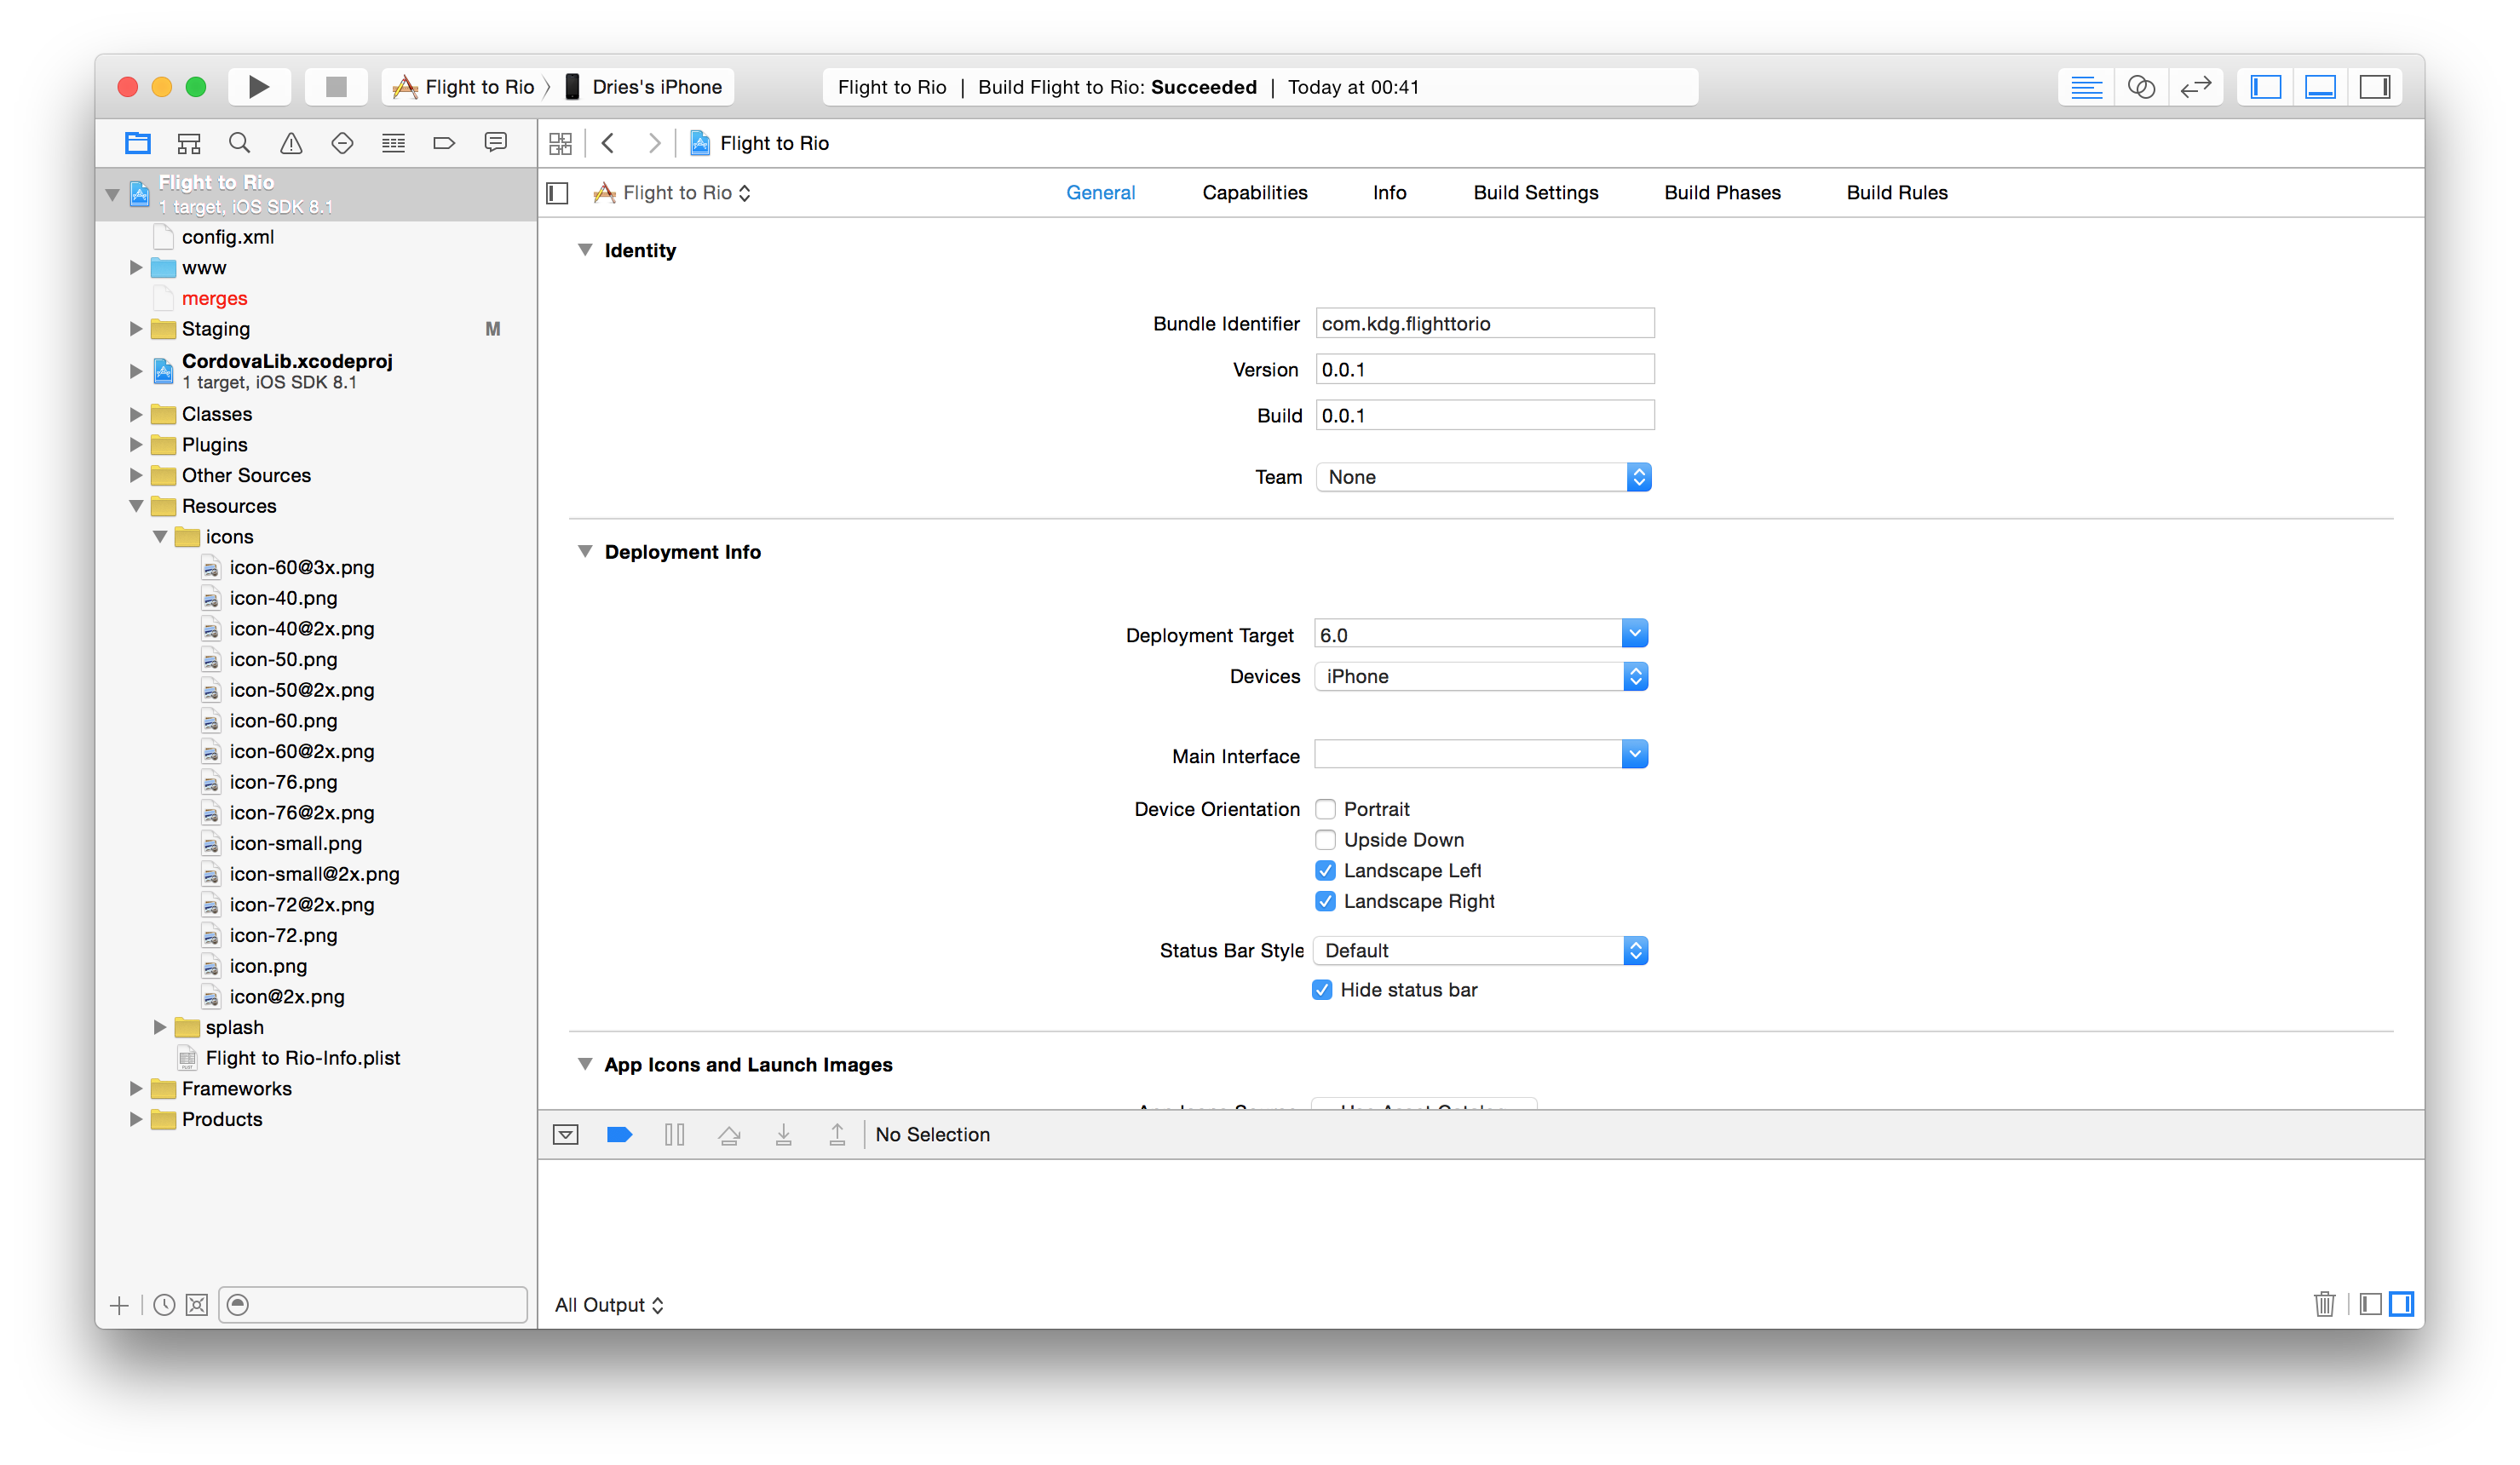 Flight to Rio Dries's iPhone
Flight to Rio | Build Flight to Rio: Succeeded | Today at 00:41
Flight to Rio
1 target, iOS SDK 8.1
config.xml
www
merges
Staging M
CordovaLib.xcodeproj
1 target, iOS SDK 8.1
Classes
Plugins
Other Sources
Resources
icons
icon-60@3x.png
icon-40.png
icon-40@2x.png
icon-50.png
icon-50@2x.png
icon-60.png
icon-60@2x.png
icon-76.png
icon-76@2x.png
icon-small.png
icon-small@2x.png
icon-72@2x.png
icon-72.png
icon.png
icon@2x.png
splash
Flight to Rio-Info.plist
Frameworks
Products
Flight to Rio
Flight to Rio
General Capabilities Info Build Settings Build Phases Build Rules
Identity
Bundle Identifier com.kdg.flighttorio
Version 0.0.1
Build 0.0.1
Team None
Deployment Info
Deployment Target 6.0
Devices iPhone
Main Interface
Device Orientation Portrait
Upside Down
Landscape Left
Landscape Right
Status Bar Style Default
Hide status bar
App Icons and Launch Images
No Selection
All Output